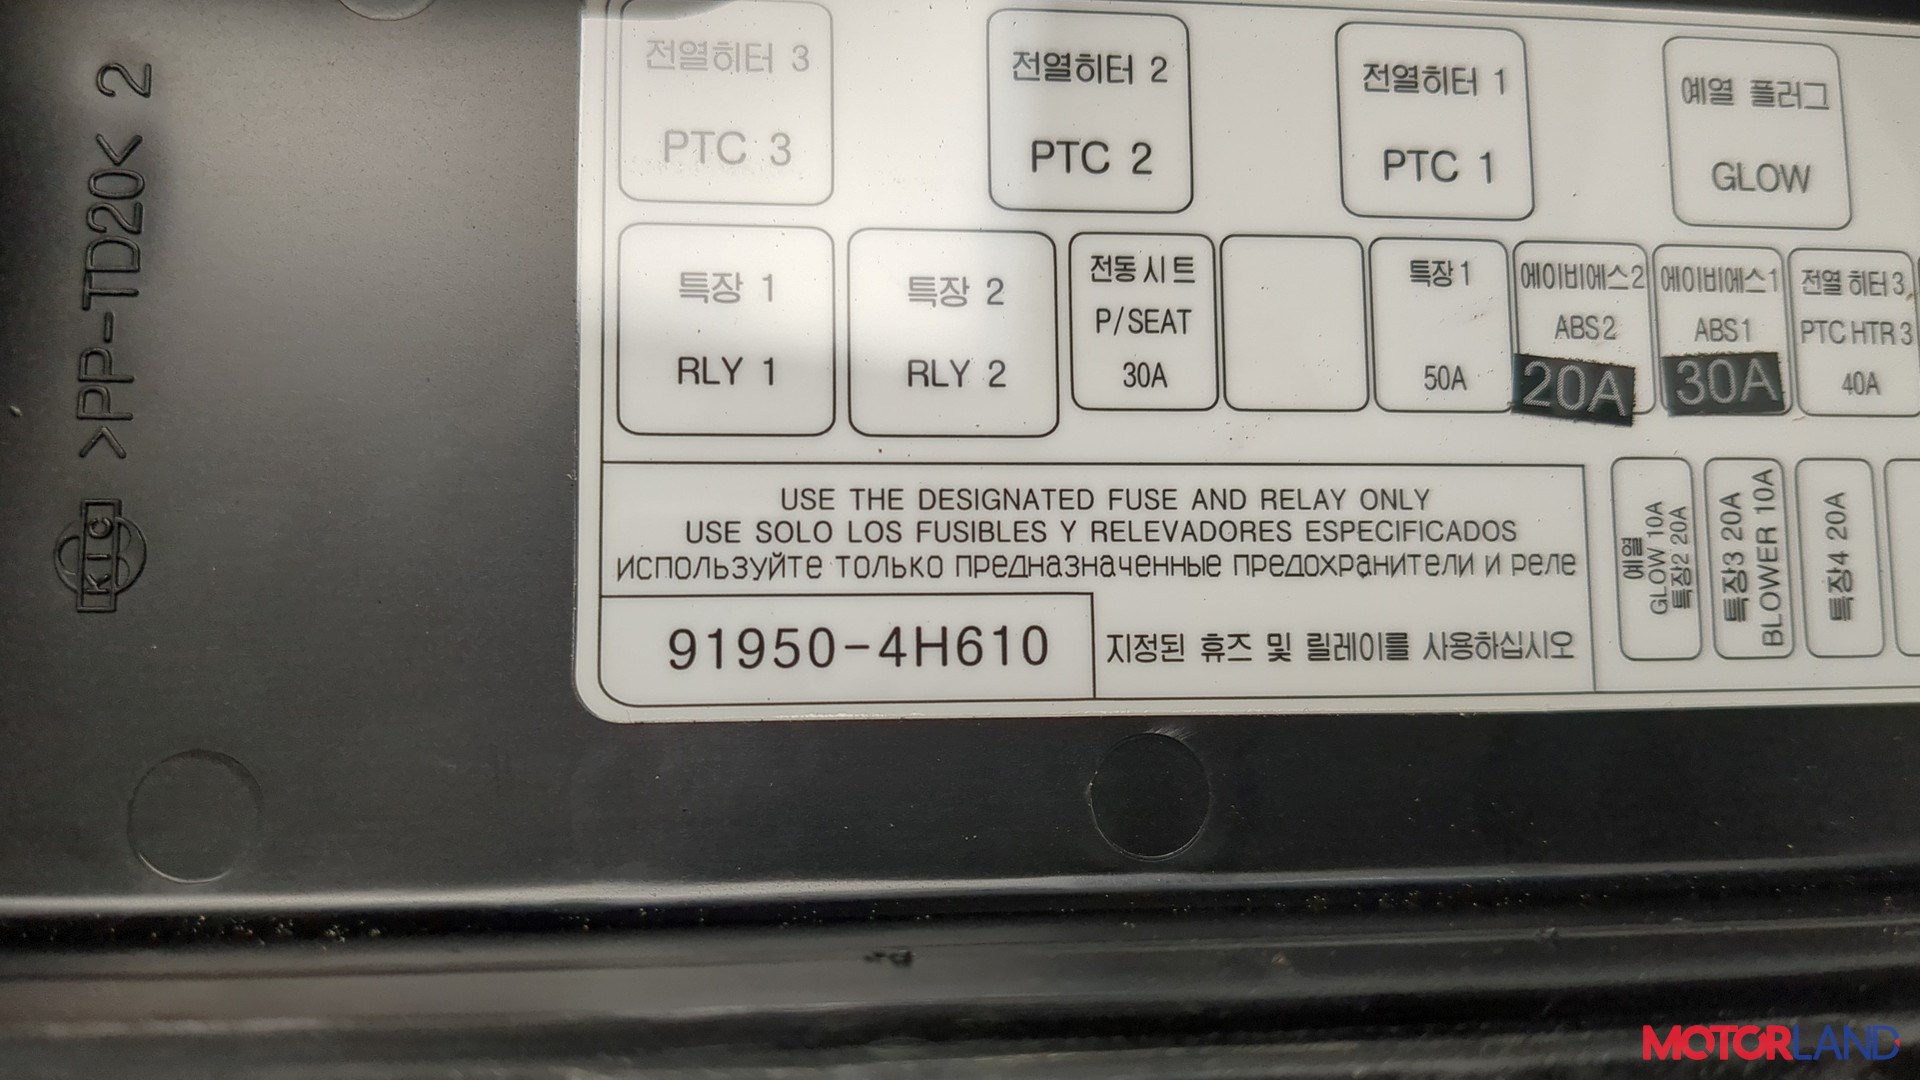 >PP-TD20< 2
KIC
전열히터 3
PTC 3
전열히터 2
PTC 2
전열히터 1
PTC 1
예열 플러그
GLOW
특장 1
RLY 1
특장 2
RLY 2
전동시트
P/SEAT
30A
특장 1
50A
에이비에스2
ABS2
20A
에이비에스1
ABS1
30A
전열 히터3,
PTC HTR 3
40A
USE THE DESIGNATED FUSE AND RELAY ONLY
USE SOLO LOS FUSIBLES Y RELEVADORES ESPECIFICADOS
используйте только предназначенные предохранители и реле
91950-4H610
지정된 휴즈 및 릴레이를 사용하십시오
예열
GLOW 10A
특장2 20A
특장3 20A
BLOWER 10A
특장4 20A
MOTORLAND